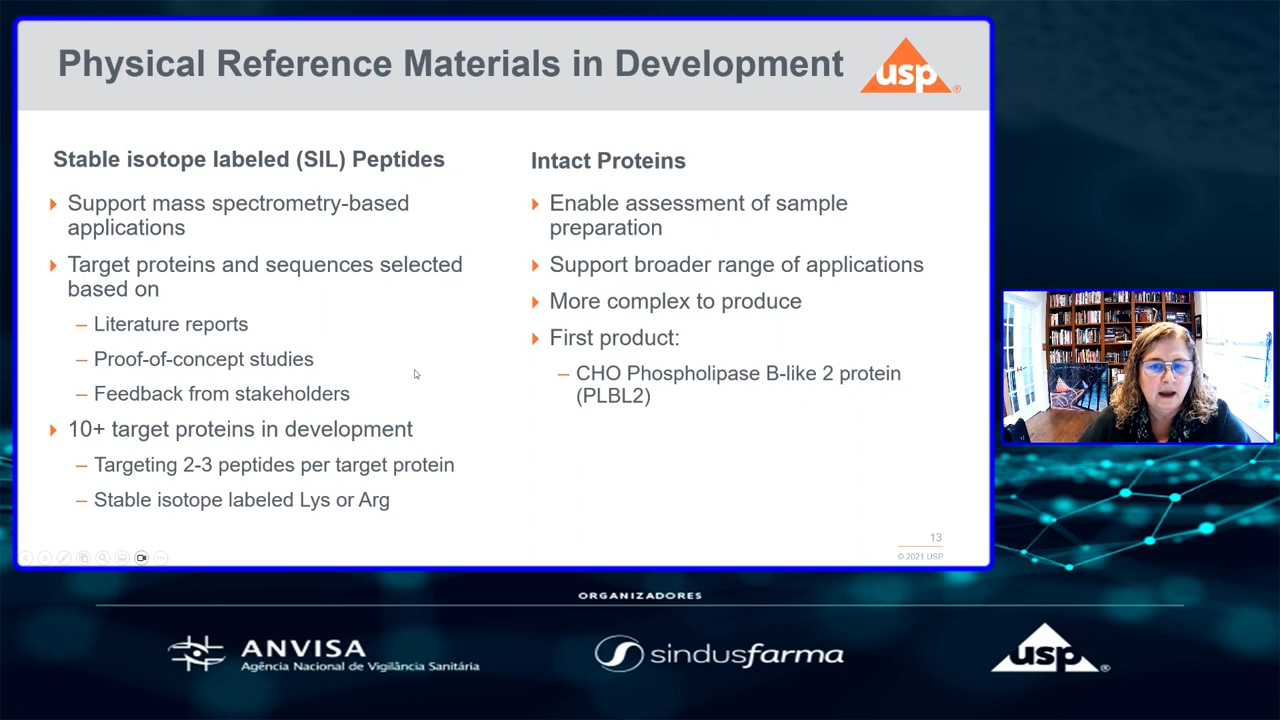 Physical Reference Materials in Development
usp
®
Stable isotope labeled (SIL) Peptides
Support mass spectrometry-based
applications
Target proteins and sequences selected
based on
– Literature reports
– Proof-of-concept studies
– Feedback from stakeholders
10+ target proteins in development
– Targeting 2-3 peptides per target protein
– Stable isotope labeled Lys or Arg
Intact Proteins
Enable assessment of sample
preparation
Support broader range of applications
More complex to produce
First product:
– CHO Phospholipase B-like 2 protein
(PLBL2)
13
© 2021 USP
ORGANIZADORES
ANVISA
Agência Nacional de Vigilância Sanitária
sindusfarma
usp
®